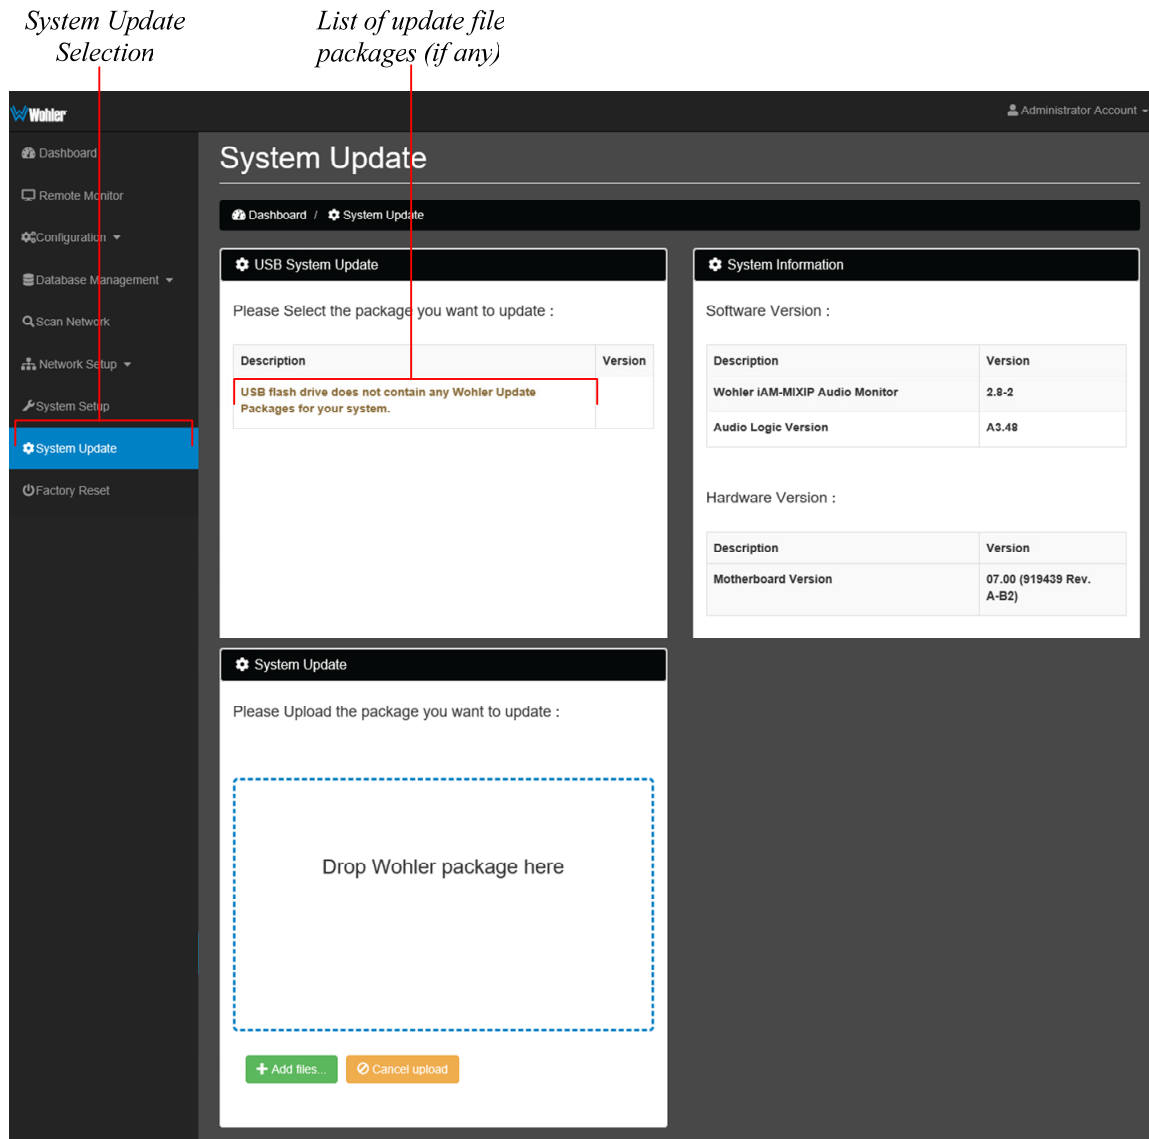 System Update
Selection
List of update file
packages (if any)
Wohler
Administrator Account
Dashboard
Remote Monitor
Configuration
Database Management
Scan Network
Network Setup
System Setup
System Update
Factory Reset
System Update
Dashboard / System Update
USB System Update
Please Select the package you want to update :
Description Version
USB flash drive does not contain any Wohler Update
Packages for your system.
System Information
Software Version :
Description Version
Wohler iAM-MIXIP Audio Monitor 2.8-2
Audio Logic Version A3.48
Hardware Version :
Description Version
Motherboard Version 07.00 (919439 Rev.
A-B2)
System Update
Please Upload the package you want to update :
Drop Wohler package here
Add files...
Cancel upload